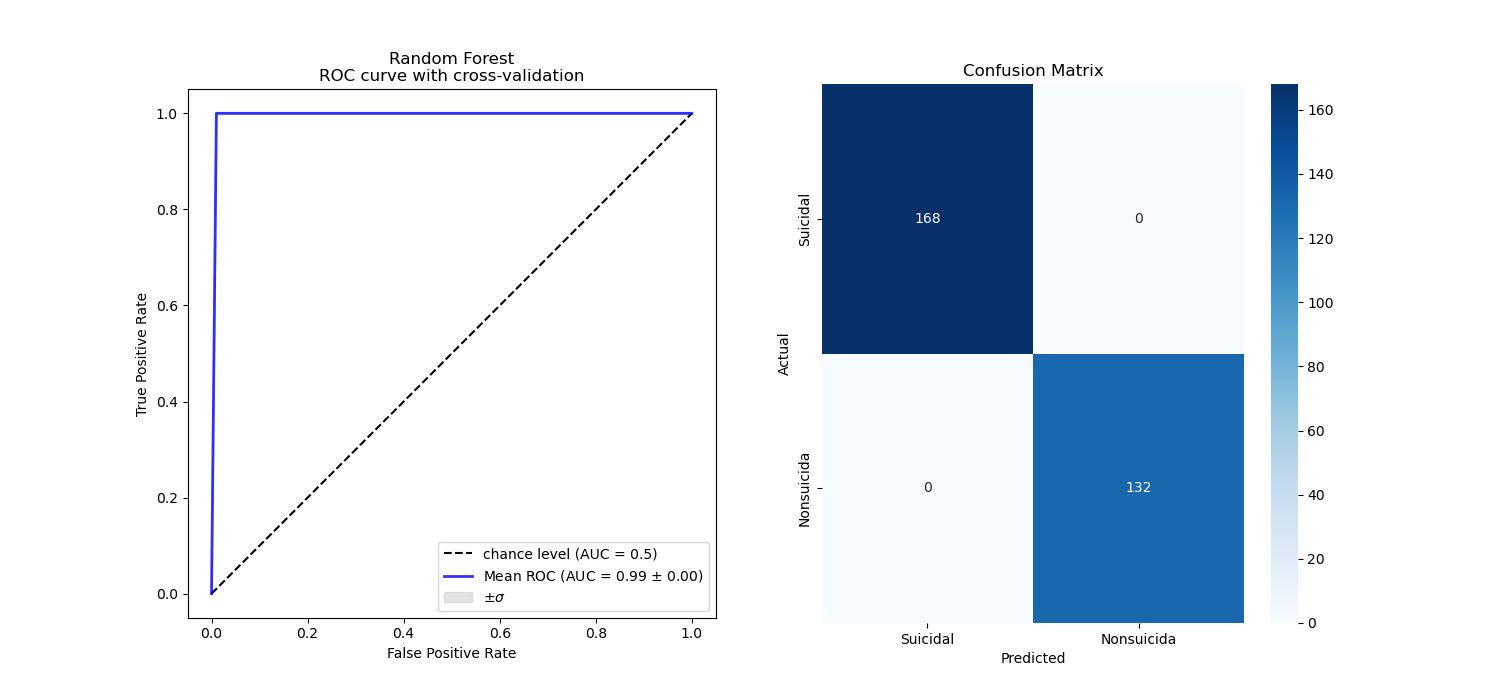 Random Forest
ROC curve with cross-validation
1.0
0.8
0.6
0.4
0.2
0.0
True Positive Rate
0.0 0.2 0.4 0.6 0.8 1.0
False Positive Rate
chance level (AUC = 0.5)
Mean ROC (AUC = 0.99 ± 0.00)
±σ
Confusion Matrix
Actual
Suicidal
Nonsuicida
168 0
0 132
Suicidal Nonsuicida
Predicted
160
140
120
100
80
60
40
20
0